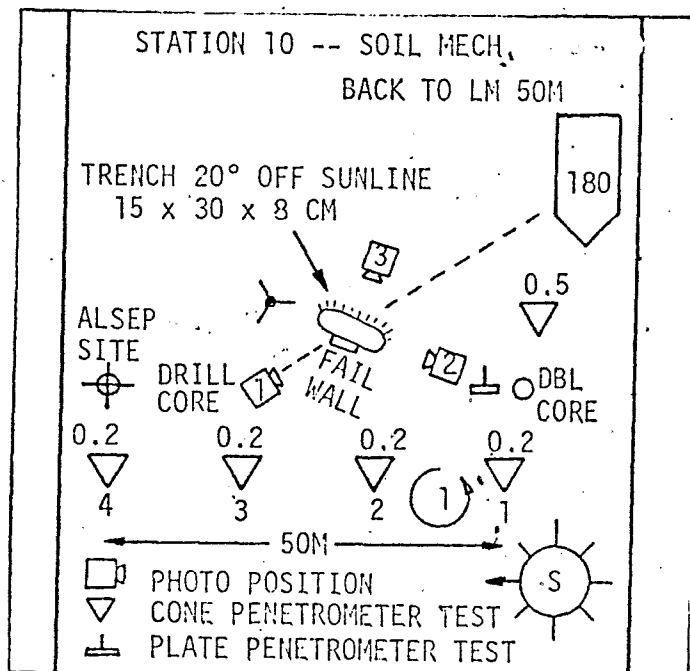 STATION 10 -- SOIL MECH.
BACK TO LM 50M
180
TRENCH 20° OFF SUNLINE
15 x 30 x 8 CM
3
0.5
ALSEP
SITE
DRILL
CORE
1
FAIL
WALL
2
DBL
CORE
0.2 0.2 0.2 0.2
4 3 2 1 1
50M
S
PHOTO POSITION
CONE PENETROMETER TEST
PLATE PENETROMETER TEST